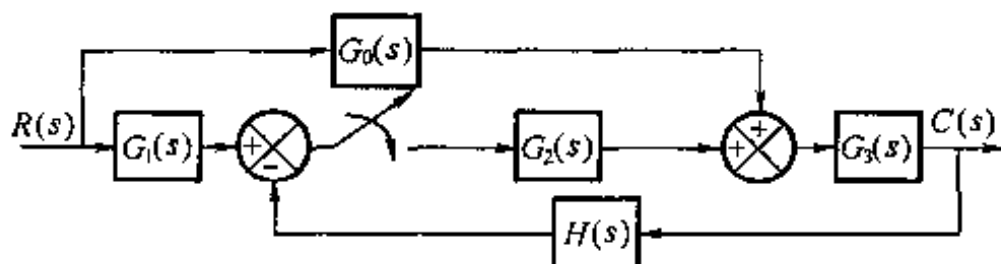 G₀(s)
R(s)
G₁(s)
+
−
G₂(s)
+
+
G₃(s)
C(s)
H(s)